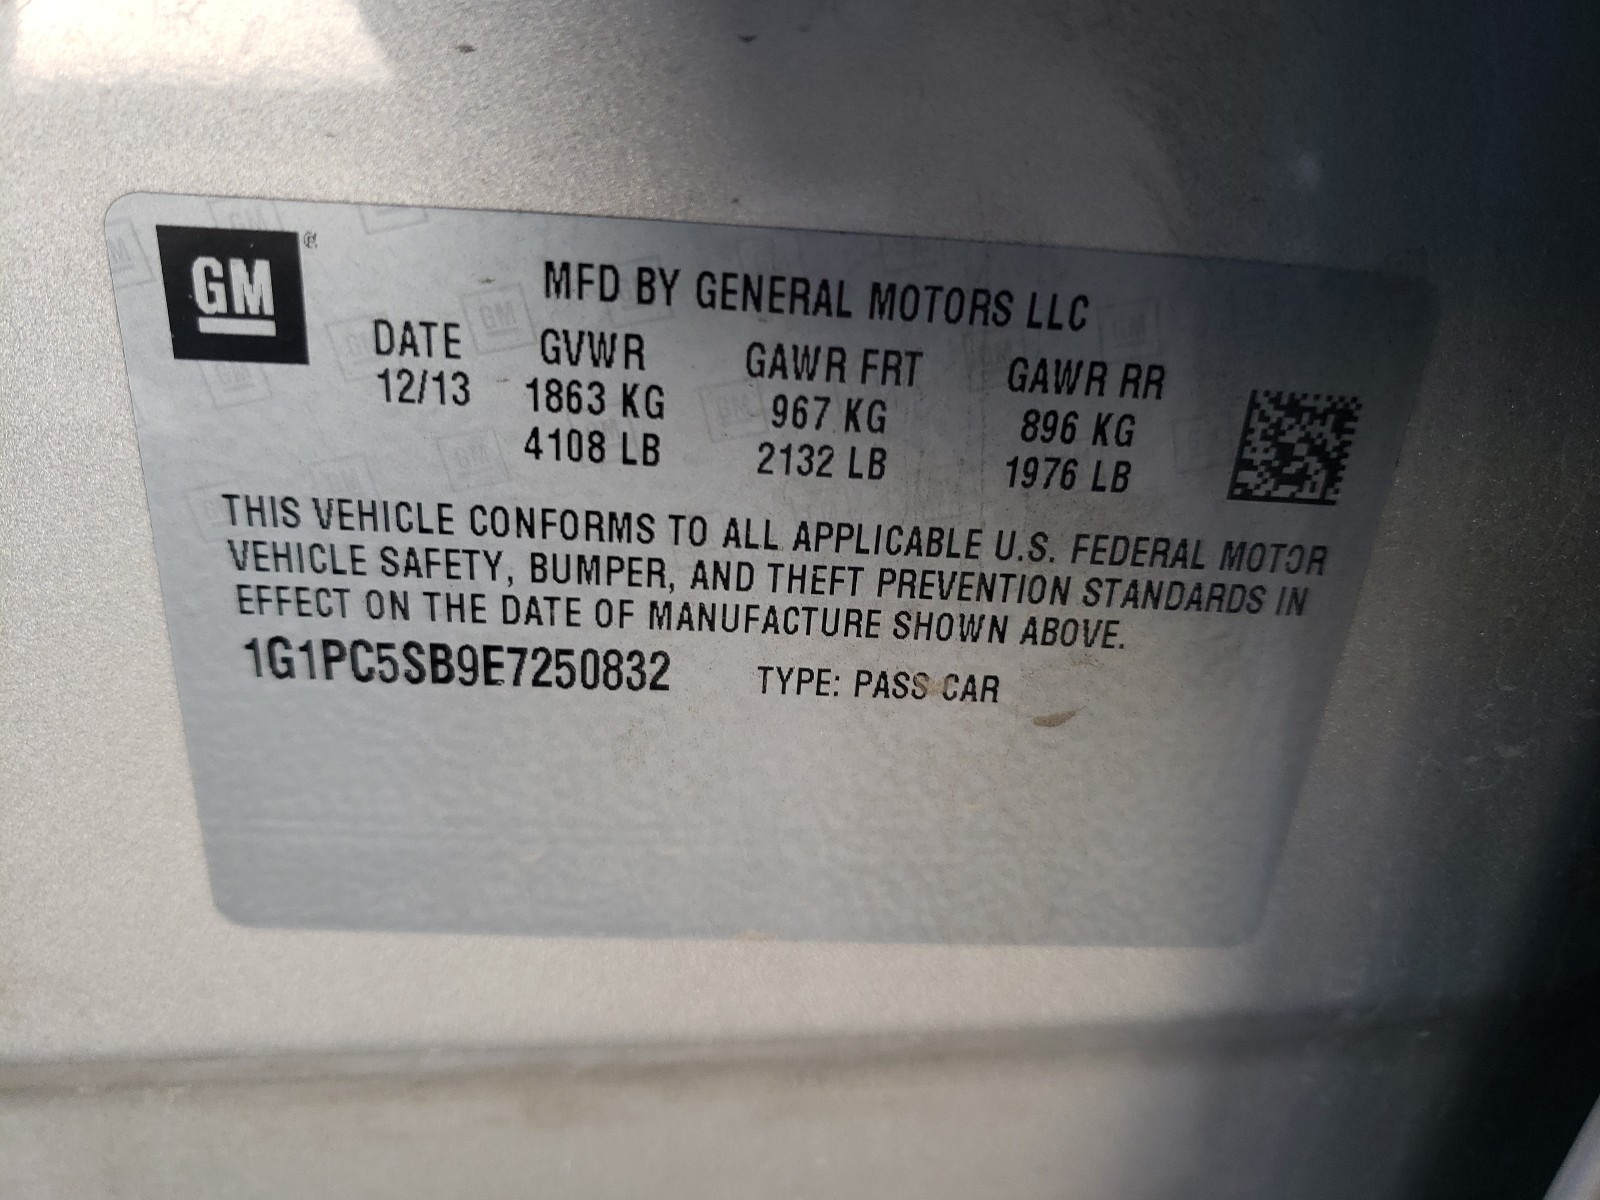 GM
MFD BY GENERAL MOTORS LLC
DATE GVWR GAWR FRT GAWR RR
12/13 1863 KG 967 KG 896 KG
4108 LB 2132 LB 1976 LB
THIS VEHICLE CONFORMS TO ALL APPLICABLE U.S. FEDERAL MOTOR
VEHICLE SAFETY, BUMPER, AND THEFT PREVENTION STANDARDS IN
EFFECT ON THE DATE OF MANUFACTURE SHOWN ABOVE.
1G1PC5SB9E7250832 TYPE: PASS CAR